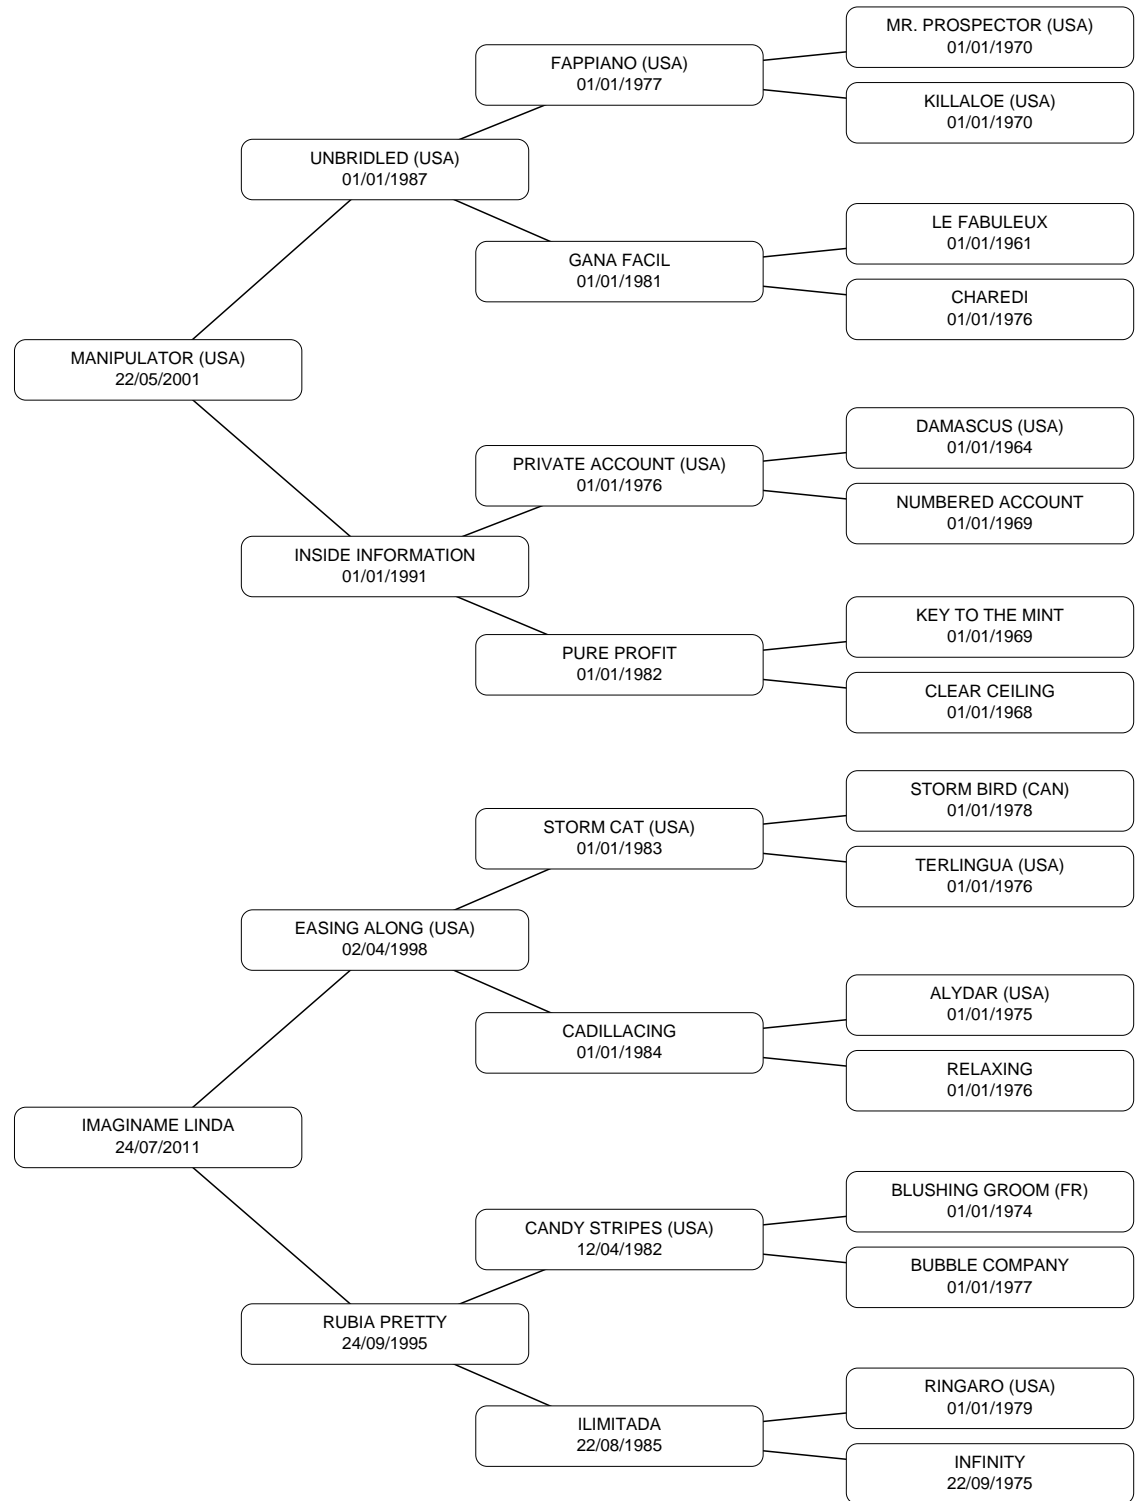 MR. PROSPECTOR (USA)
01/01/1970
FAPPIANO (USA)
01/01/1977
KILLALOE (USA)
01/01/1970
UNBRIDLED (USA)
01/01/1987
LE FABULEUX
01/01/1961
GANA FACIL
01/01/1981
CHAREDI
01/01/1976
MANIPULATOR (USA)
22/05/2001
DAMASCUS (USA)
01/01/1964
PRIVATE ACCOUNT (USA)
01/01/1976
NUMBERED ACCOUNT
01/01/1969
INSIDE INFORMATION
01/01/1991
KEY TO THE MINT
01/01/1969
PURE PROFIT
01/01/1982
CLEAR CEILING
01/01/1968
STORM BIRD (CAN)
01/01/1978
STORM CAT (USA)
01/01/1983
TERLINGUA (USA)
01/01/1976
EASING ALONG (USA)
02/04/1998
ALYDAR (USA)
01/01/1975
CADILLACING
01/01/1984
RELAXING
01/01/1976
IMAGINAME LINDA
24/07/2011
BLUSHING GROOM (FR)
01/01/1974
CANDY STRIPES (USA)
12/04/1982
BUBBLE COMPANY
01/01/1977
RUBIA PRETTY
24/09/1995
RINGARO (USA)
01/01/1979
ILIMITADA
22/08/1985
INFINITY
22/09/1975